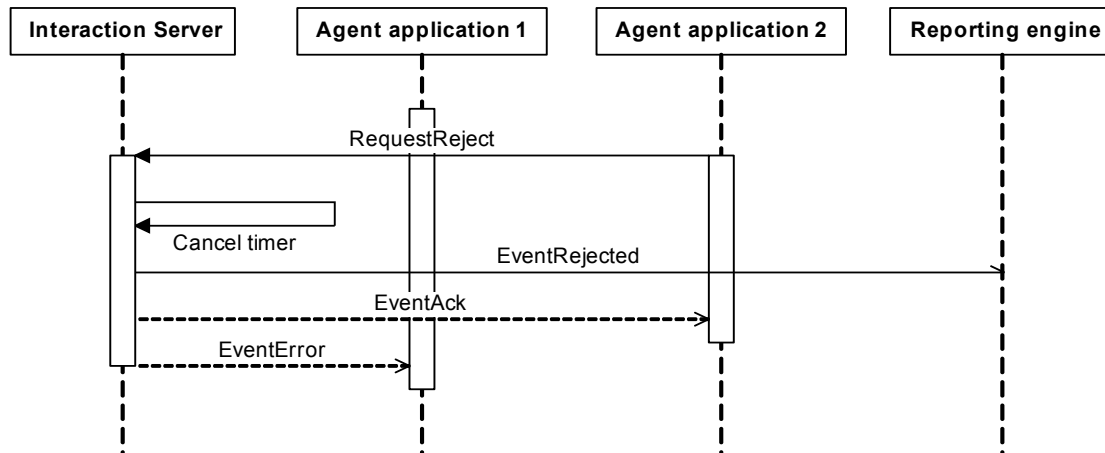 Interaction Server
Agent application 1
Agent application 2
Reporting engine
RequestReject
Cancel timer
EventRejected
EventAck
EventError